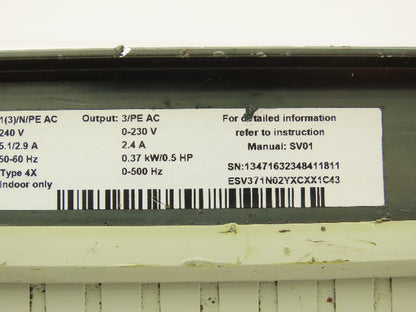 1(3)/N/PE AC Output: 3/PE AC For detailed information
240 V 0-230 V refer to instruction
5.1/2.9 A 2.4 A Manual: SV01
50-60 Hz 0.37 kW/0.5 HP
Type 4X 0-500 Hz SN:13471632348411811
Indoor only ESV371N02YXCXX1C43